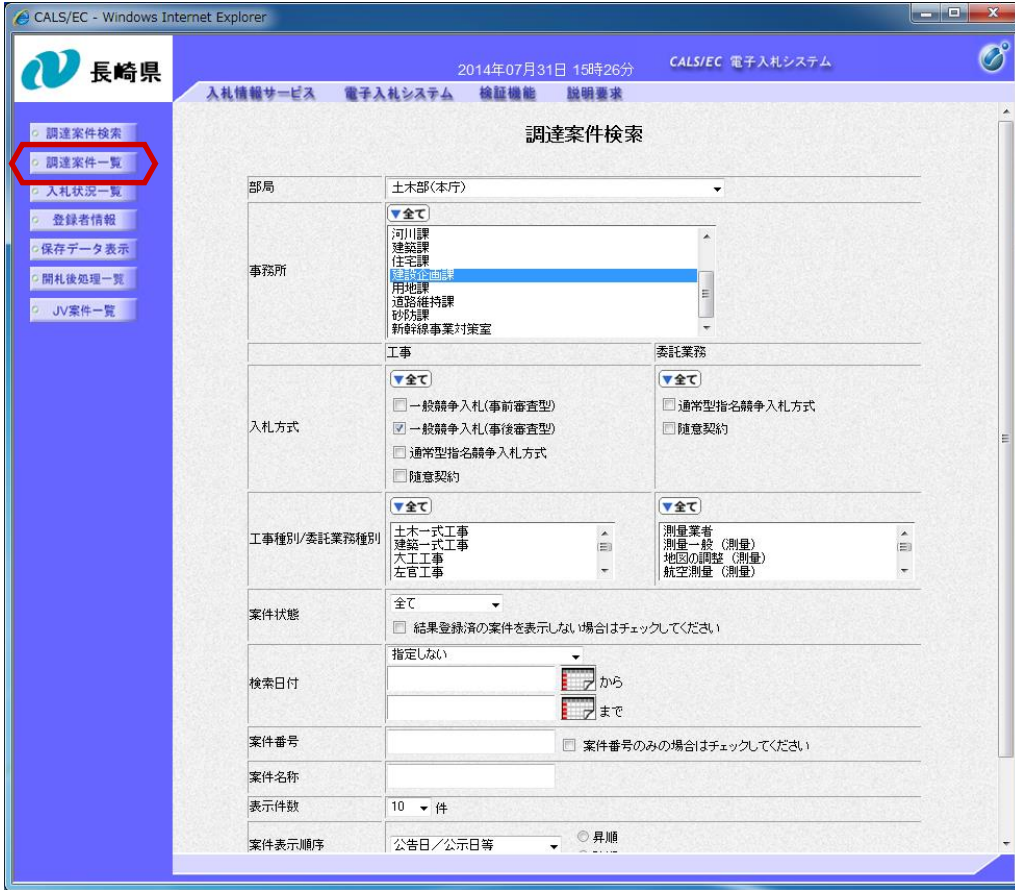 CALS/EC - Windows Internet Explorer
長崎県
2014年07月31日 15時26分
CALS/EC 電子入札システム
入札情報サービス 電子入札システム 検証機能 説明要求
調達案件検索
調達案件一覧
入札状況一覧
登録者情報
保存データ表示
開札後処理一覧
JV案件一覧
調達案件検索
部局
土木部(本庁)
事務所
▼全て
河川課
建築課
住宅課
建設企画課
用地課
道路維持課
砂防課
新幹線事業対策室
工事 委託業務
入札方式
▼全て ▼全て
一般競争入札(事前審査型) 通常型指名競争入札方式
一般競争入札(事後審査型) 随意契約
通常型指名競争入札方式
随意契約
工事種別/委託業務種別
▼全て ▼全て
土木一式工事 測量業者
建築一式工事 測量一般 (測量)
大工工事 地図の調整 (測量)
左官工事 航空測量 (測量)
案件状態
全て
結果登録済の案件を表示しない場合はチェックしてください
検索日付
指定しない
から
まで
案件番号
案件番号のみの場合はチェックしてください
案件名称
表示件数
10 件
案件表示順序
公告日/公示日等
昇順